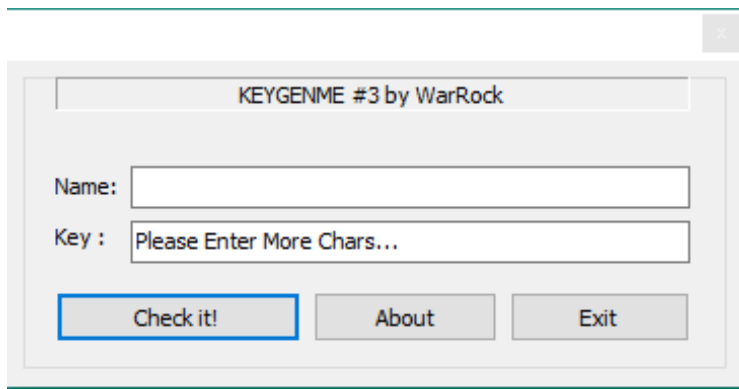 x
KEYGENME #3 by WarRock
Name:
Key : Please Enter More Chars...
Check it! About Exit